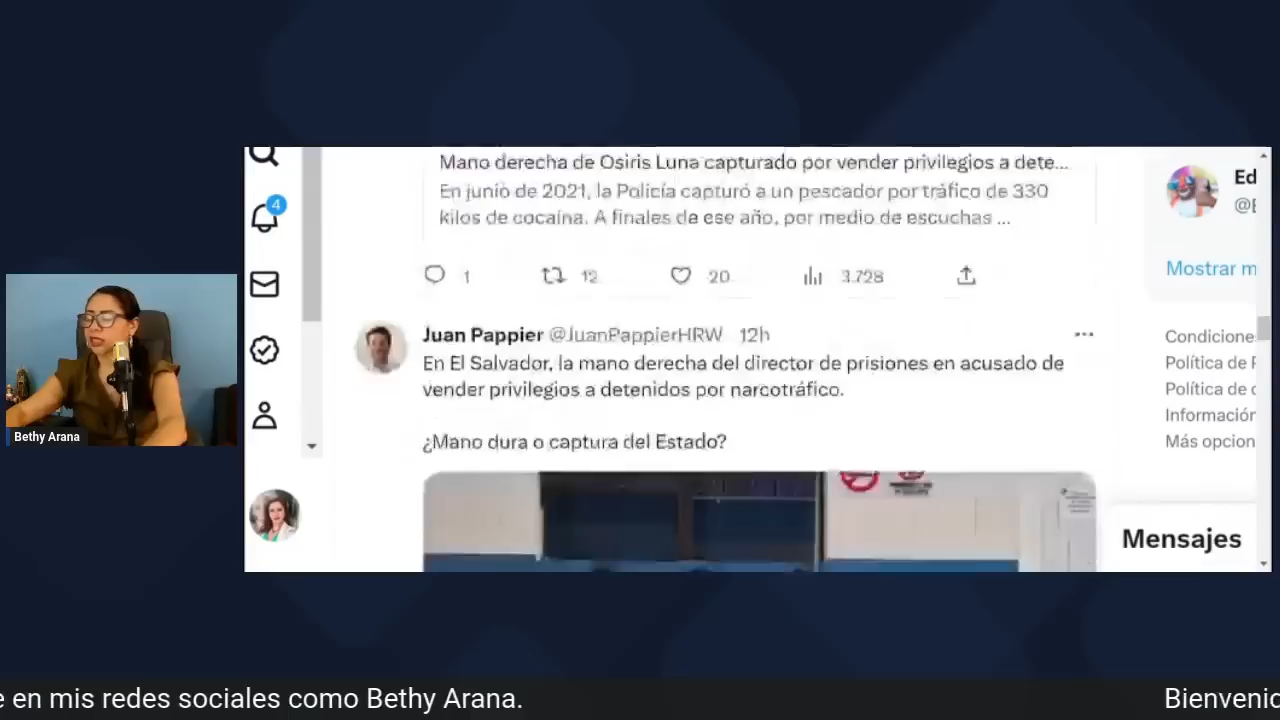 Mano derecha de Osiris Luna capturado por vender privilegios a dete...
En junio de 2021, la Policía capturó a un pescador por tráfico de 330
kilos de cocaína. A finales de ese año, por medio de escuchas ...
1 12 20 3.728
4
Juan Pappier @JuanPappierHRW 12h
En El Salvador, la mano derecha del director de prisiones en acusado de
vender privilegios a detenidos por narcotráfico.
¿Mano dura o captura del Estado?
Ed
@E
Mostrar m
Condicione
Política de P
Política de c
Información
Más opcion
Mensajes
Bethy Arana
e en mis redes sociales como Bethy Arana.
Bienvenid